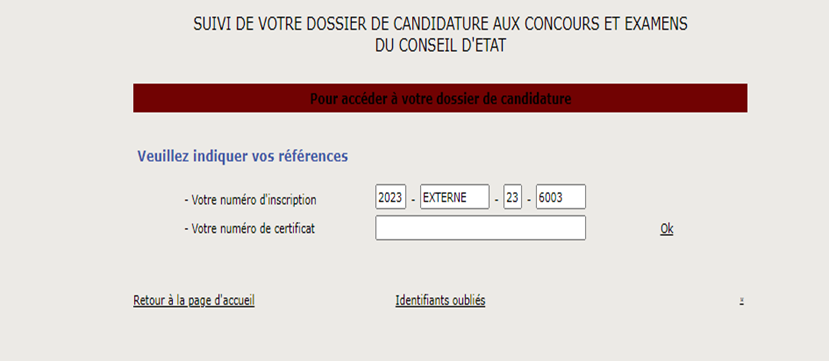 SUIVI DE VOTRE DOSSIER DE CANDIDATURE AUX CONCOURS ET EXAMENS
DU CONSEIL D'ETAT
Pour accéder à votre dossier de candidature
Veuillez indiquer vos références
- Votre numéro d'inscription 2023 - EXTERNE - 23 - 6003
- Votre numéro de certificat Ok
Retour à la page d'accueil Identifiants oubliés